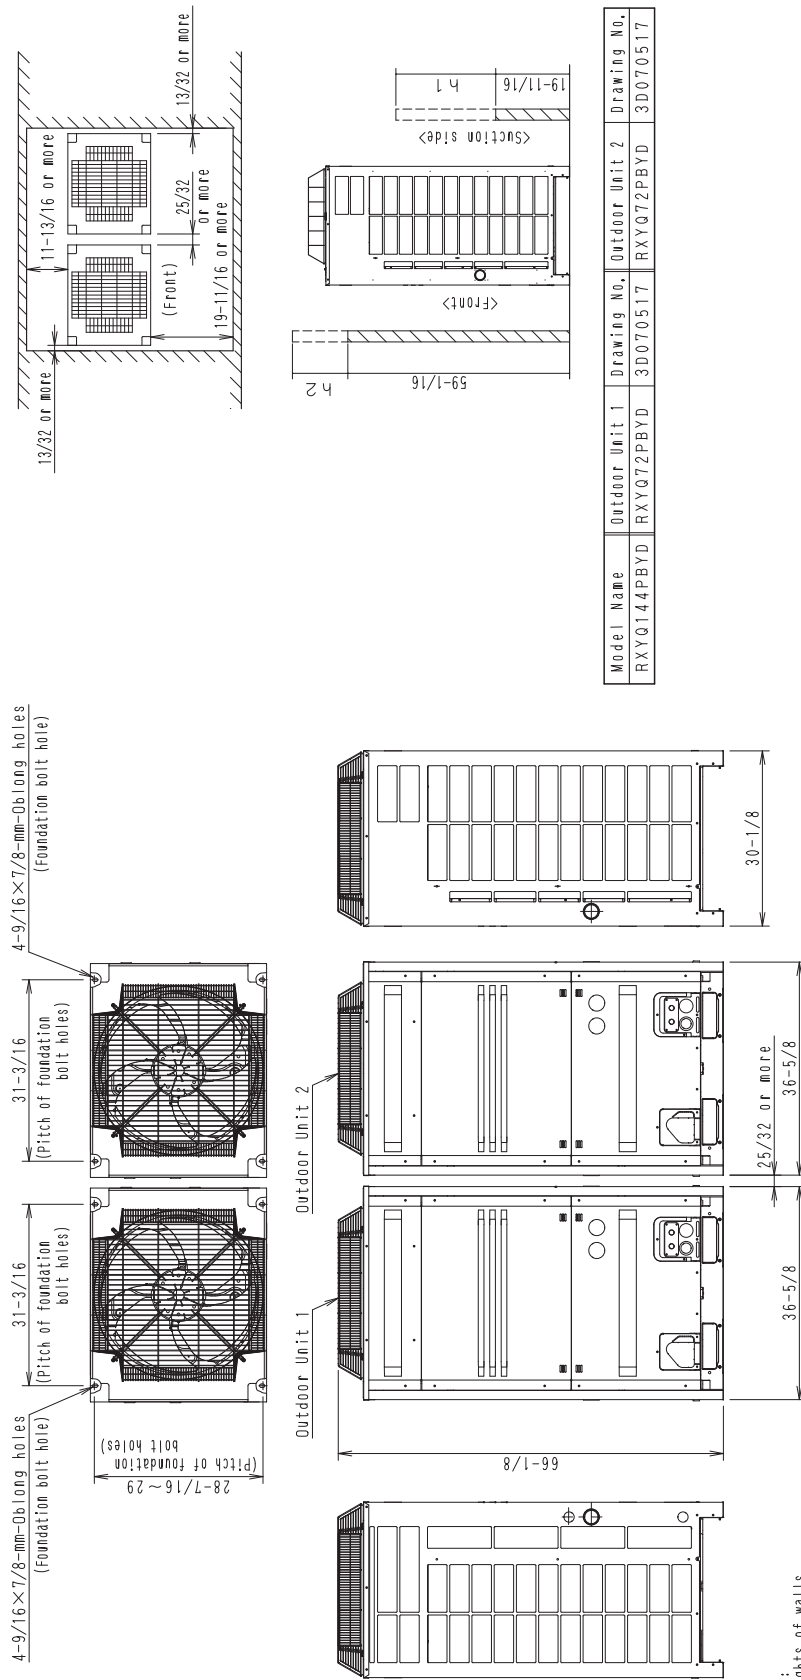 4-9/16×7/8-mm-Oblong holes
(Foundation bolt hole)
31-3/16
(Pitch of foundation
bolt holes)
31-3/16
(Pitch of foundation
bolt holes)
4-9/16×7/8-mm-Oblong holes
(Foundation bolt hole)
28-7/16~29
(Pitch of foundation
bolt holes)
Outdoor Unit 1
Outdoor Unit 2
66-1/8
36-5/8
25/32 or more
36-5/8
30-1/8
13/32 or more
11-13/16 or more
(Front)
25/32
or more
19-11/16 or more
13/32 or more
h2
59-1/16
<Front>
<Suction side>
h1
19-11/16
Model Name Outdoor Unit 1 Drawing No. Outdoor Unit 2 Drawing No.
RXYQ144PBYD RXYQ72PBYD 3D070517 RXYQ72PBYD 3D070517
of walls